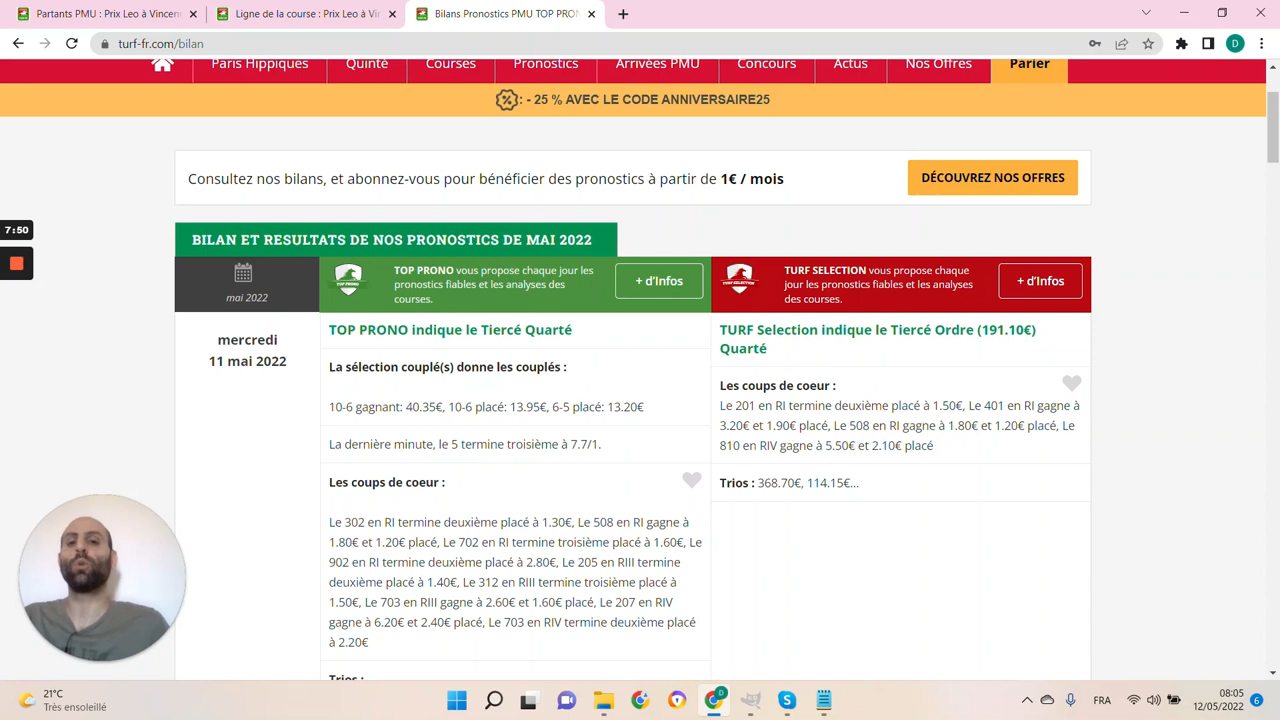 Partants PMU : Prix Leo à Vincen
Ligne de la course : Prix Leo à Vi
Bilans Pronostics PMU TOP PRON
turf-fr.com/bilan
D
Paris Hippiques
Quinté
Courses
Pronostics
Arrivées PMU
Concours
Actus
Nos Offres
Parier
: - 25 % AVEC LE CODE ANNIVERSAIRE25
Consultez nos bilans, et abonnez-vous pour bénéficier des pronostics à partir de 1€ / mois
DÉCOUVREZ NOS OFFRES
7:50
BILAN ET RESULTATS DE NOS PRONOSTICS DE MAI 2022
mai 2022
TOP PRONO
TOP PRONO vous propose chaque jour les
pronostics fiables et les analyses des
courses.
+ d'Infos
TURF SELECTION
TURF SELECTION vous propose chaque
jour les pronostics fiables et les analyses
des courses.
+ d'Infos
mercredi
11 mai 2022
TOP PRONO indique le Tiercé Quarté
La sélection couplé(s) donne les couplés :
10-6 gagnant: 40.35€, 10-6 placé: 13.95€, 6-5 placé: 13.20€
La dernière minute, le 5 termine troisième à 7.7/1.
Les coups de coeur :
Le 302 en RI termine deuxième placé à 1.30€, Le 508 en RI gagne à
1.80€ et 1.20€ placé, Le 702 en RI termine troisième placé à 1.60€, Le
902 en RI termine deuxième placé à 2.80€, Le 205 en RIII termine
deuxième placé à 1.40€, Le 312 en RIII termine troisième placé à
1.50€, Le 703 en RIII gagne à 2.60€ et 1.60€ placé, Le 207 en RIV
gagne à 6.20€ et 2.40€ placé, Le 703 en RIV termine deuxième placé
à 2.20€
Trios :
TURF Selection indique le Tiercé Ordre (191.10€)
Quarté
Les coups de coeur :
Le 201 en RI termine deuxième placé à 1.50€, Le 401 en RI gagne à
3.20€ et 1.90€ placé, Le 508 en RI gagne à 1.80€ et 1.20€ placé, Le
810 en RIV gagne à 5.50€ et 2.10€ placé
Trios : 368.70€, 114.15€...
21°C
Très ensoleillé
D
FRA
08:05
12/05/2022
6